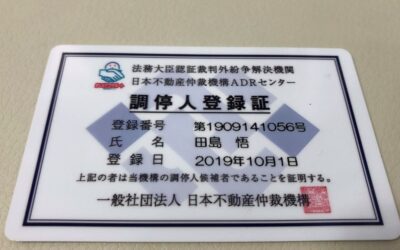 法務大臣認証裁判外紛争解決機関
日本不動産仲裁機構ADRセンター
調停人登録証
登録番号 第1909141056号
氏名 田島 悟
登録日 2019年10月1日
上記の者は当機構の調停人候補者であることを証明する。
一般社団法人 日本不動産仲裁機構